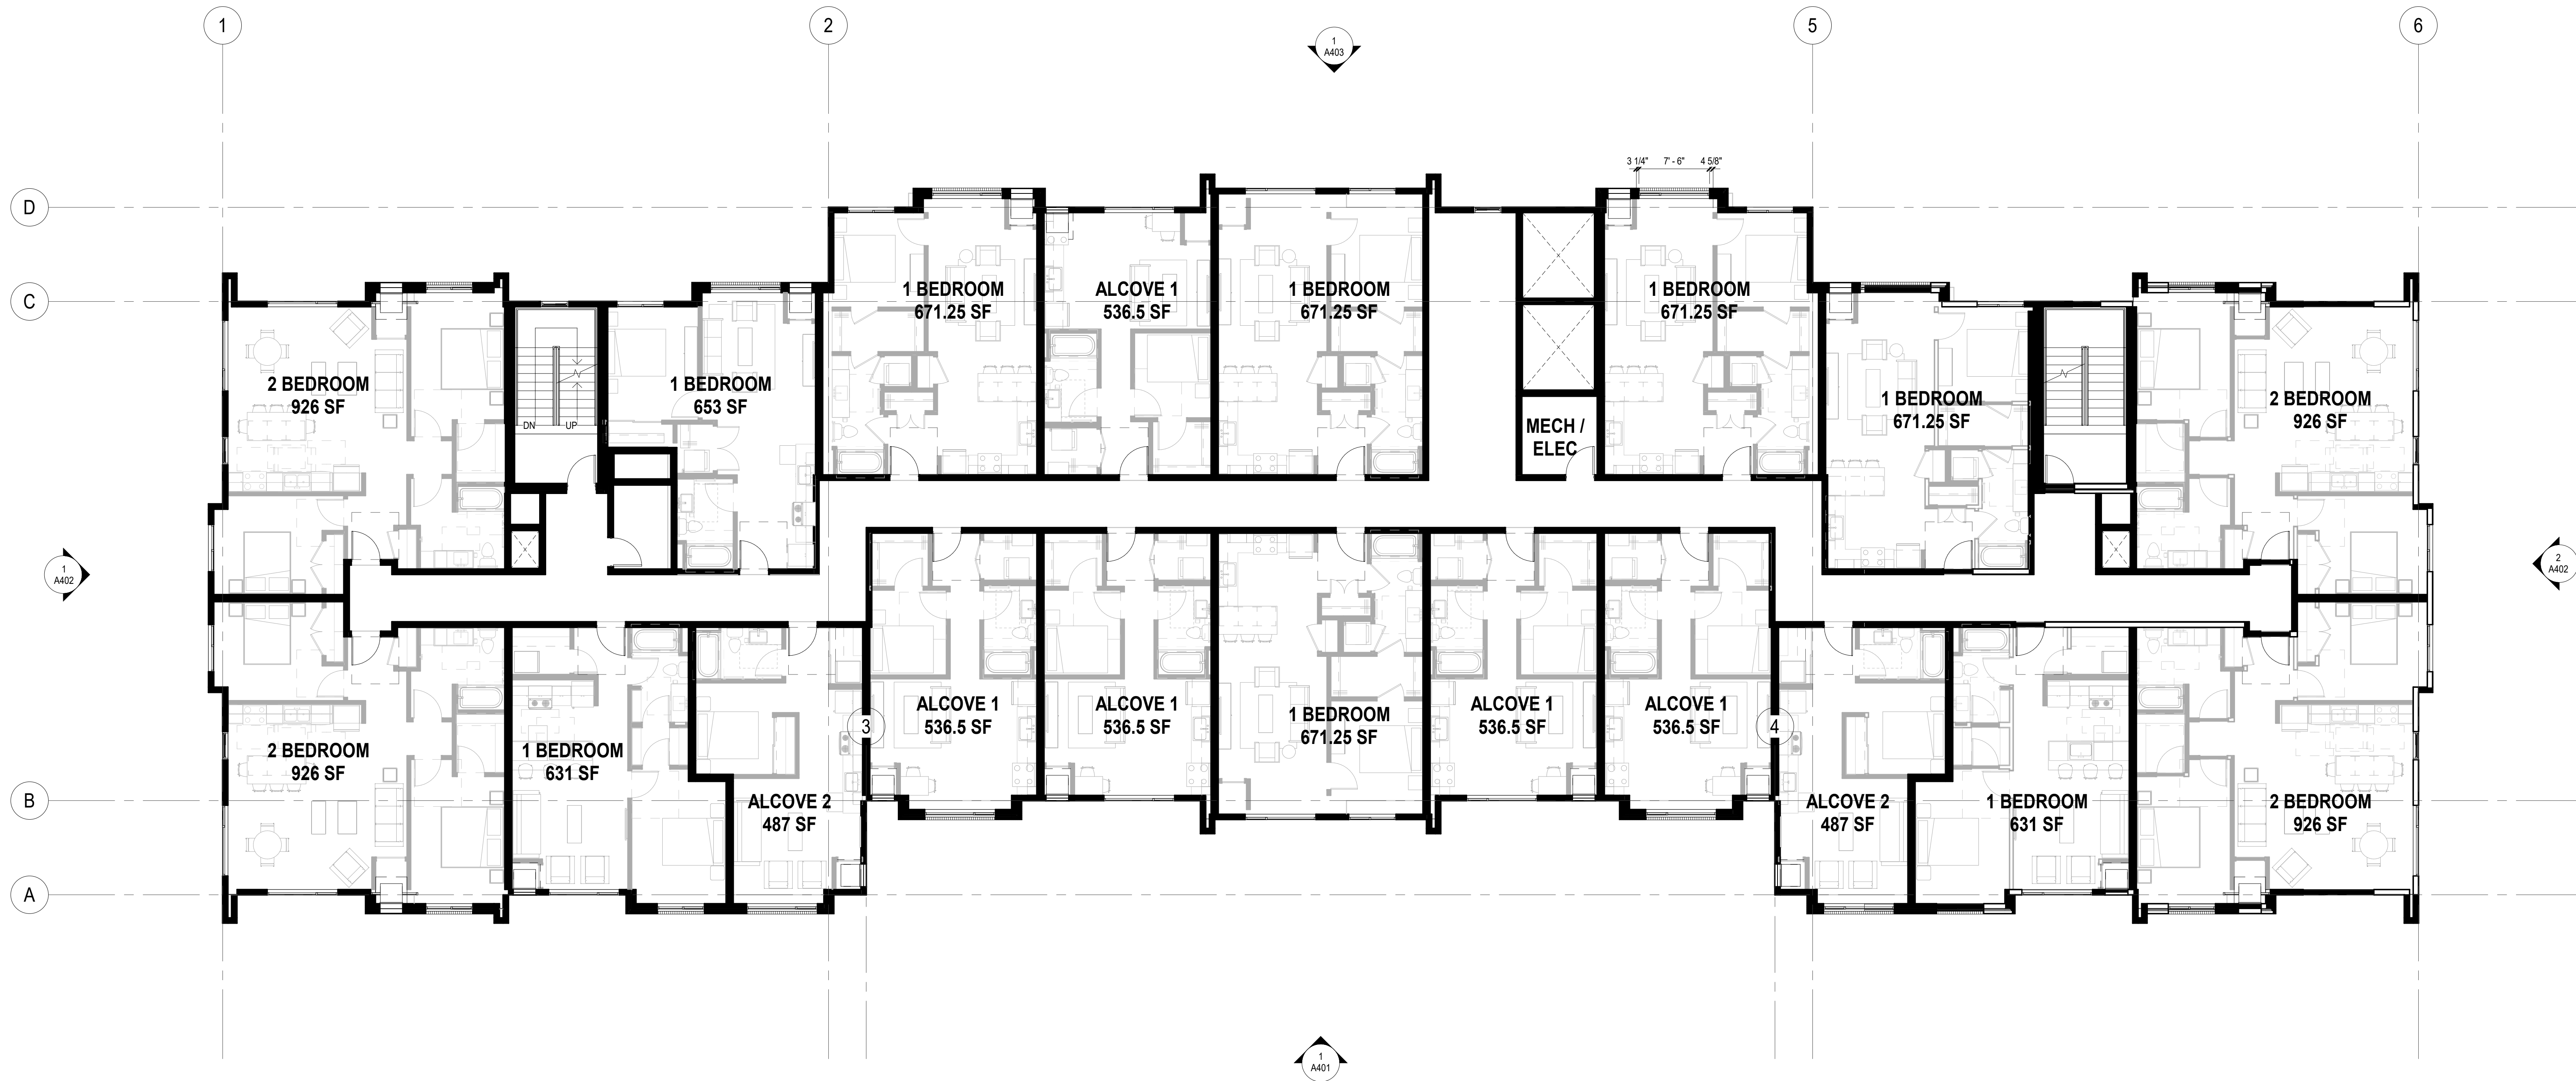 1
2
5
6
1
A403
3 1/4"
7' - 6"
4 5/8"
D
C
1 BEDROOM
671.25 SF
ALCOVE 1
536.5 SF
1 BEDROOM
671.25 SF
1 BEDROOM
671.25 SF
2 BEDROOM
926 SF
1 BEDROOM
653 SF
1 BEDROOM
671.25 SF
2 BEDROOM
926 SF
DN
UP
MECH /
ELEC
1
A402
2
A402
2 BEDROOM
926 SF
1 BEDROOM
631 SF
ALCOVE 2
487 SF
3
ALCOVE 1
536.5 SF
ALCOVE 1
536.5 SF
1 BEDROOM
671.25 SF
ALCOVE 1
536.5 SF
ALCOVE 1
536.5 SF
4
ALCOVE 2
487 SF
1 BEDROOM
631 SF
2 BEDROOM
926 SF
B
A
1
A401